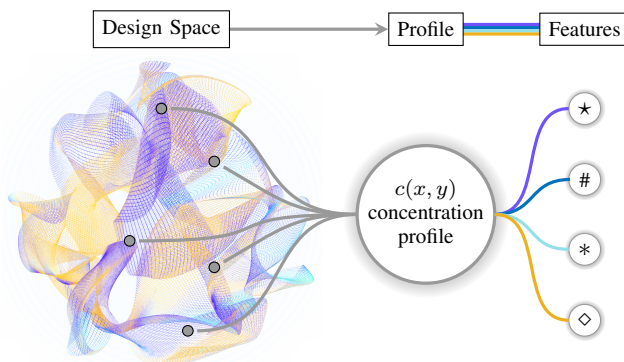 Design Space
Profile
Features
c(x, y)
concentration
profile
⋆
#
∗
◇